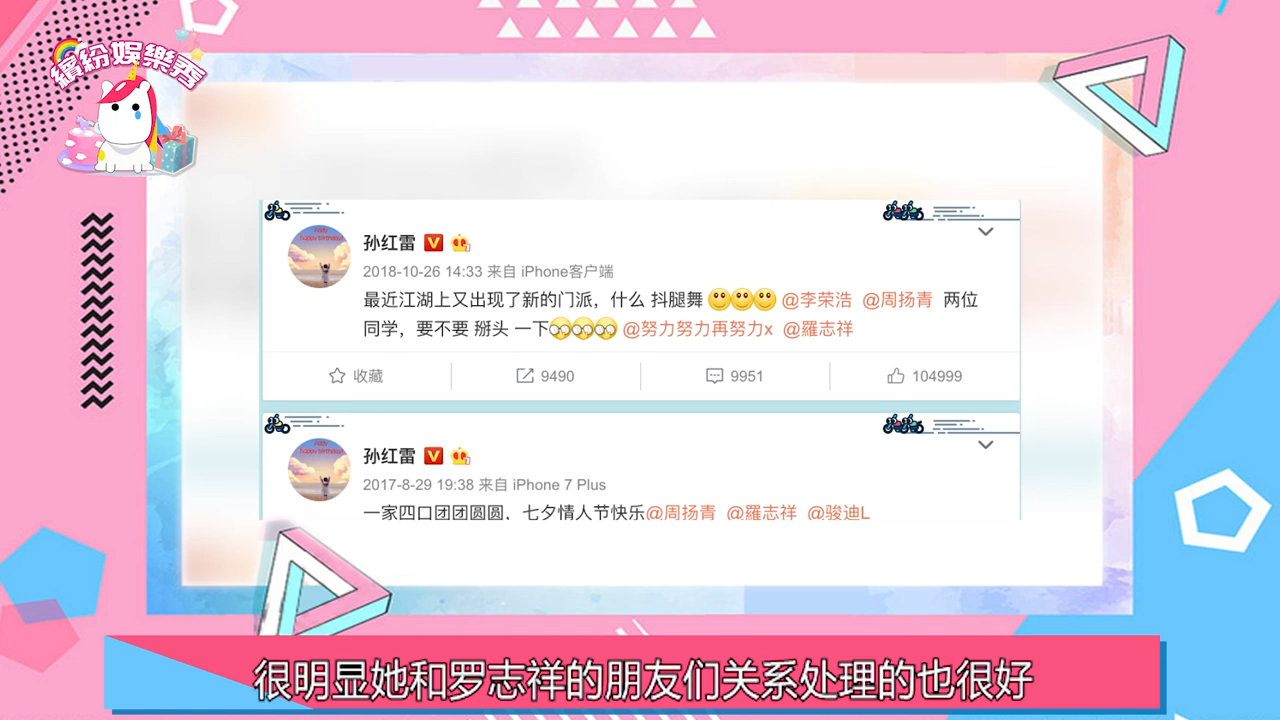 繽紛娛樂秀
孙红雷
2018-10-26 14:33 来自 iPhone客户端
最近江湖上又出现了新的门派，什么 抖腿舞 @李荣浩 @周扬青 两位
同学，要不要 掰头 一下 @努力努力再努力x @羅志祥
收藏 9490 9951 104999
孙红雷
2017-8-29 19:38 来自 iPhone 7 Plus
一家四口团团圆圆，七夕情人节快乐@周扬青 @羅志祥 @骏迪L
很明显她和罗志祥的朋友们关系处理的也很好